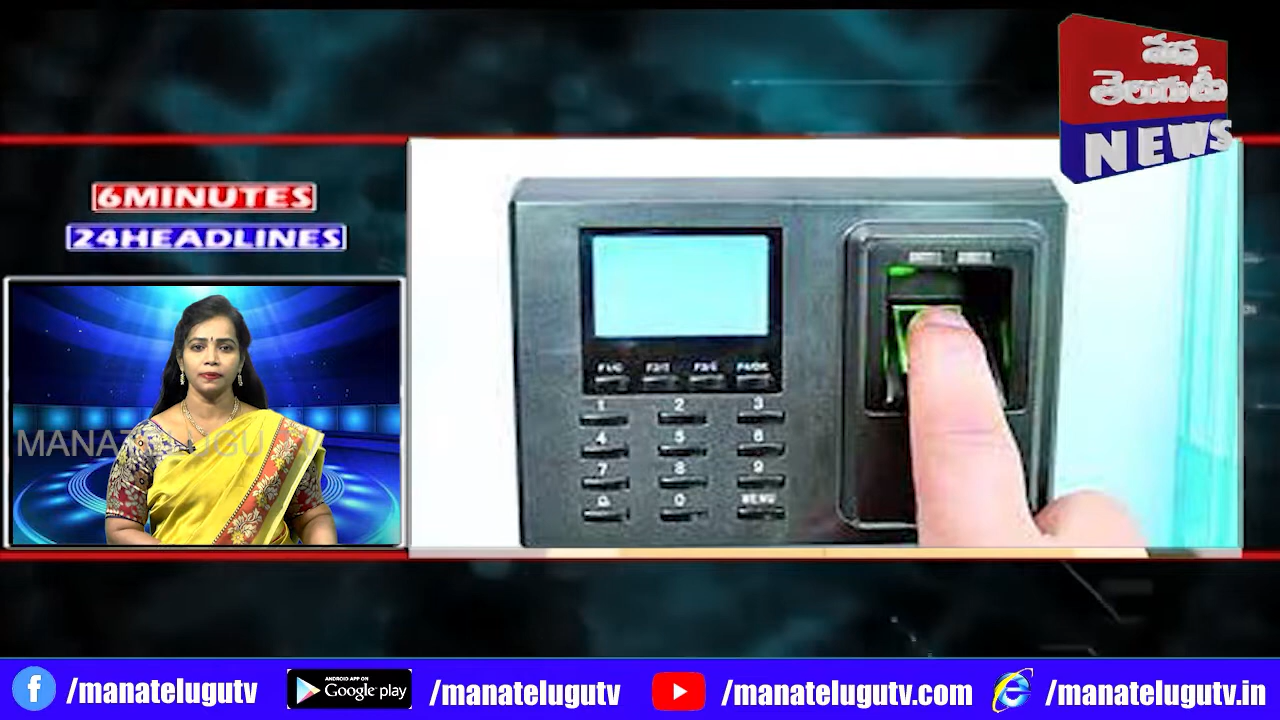 మన
తెలుగుటీవీ
NEWS
6MINUTES
24HEADLINES
MANATELUGU
F1/C F2/I F3/E F4/OK
1 2 3
4 5 6
7 8 9
0 MENU
/manatelugutv
ANDROID APP ON
Google play
/manatelugutv
/manatelugutv.com
/manatelugutv.in